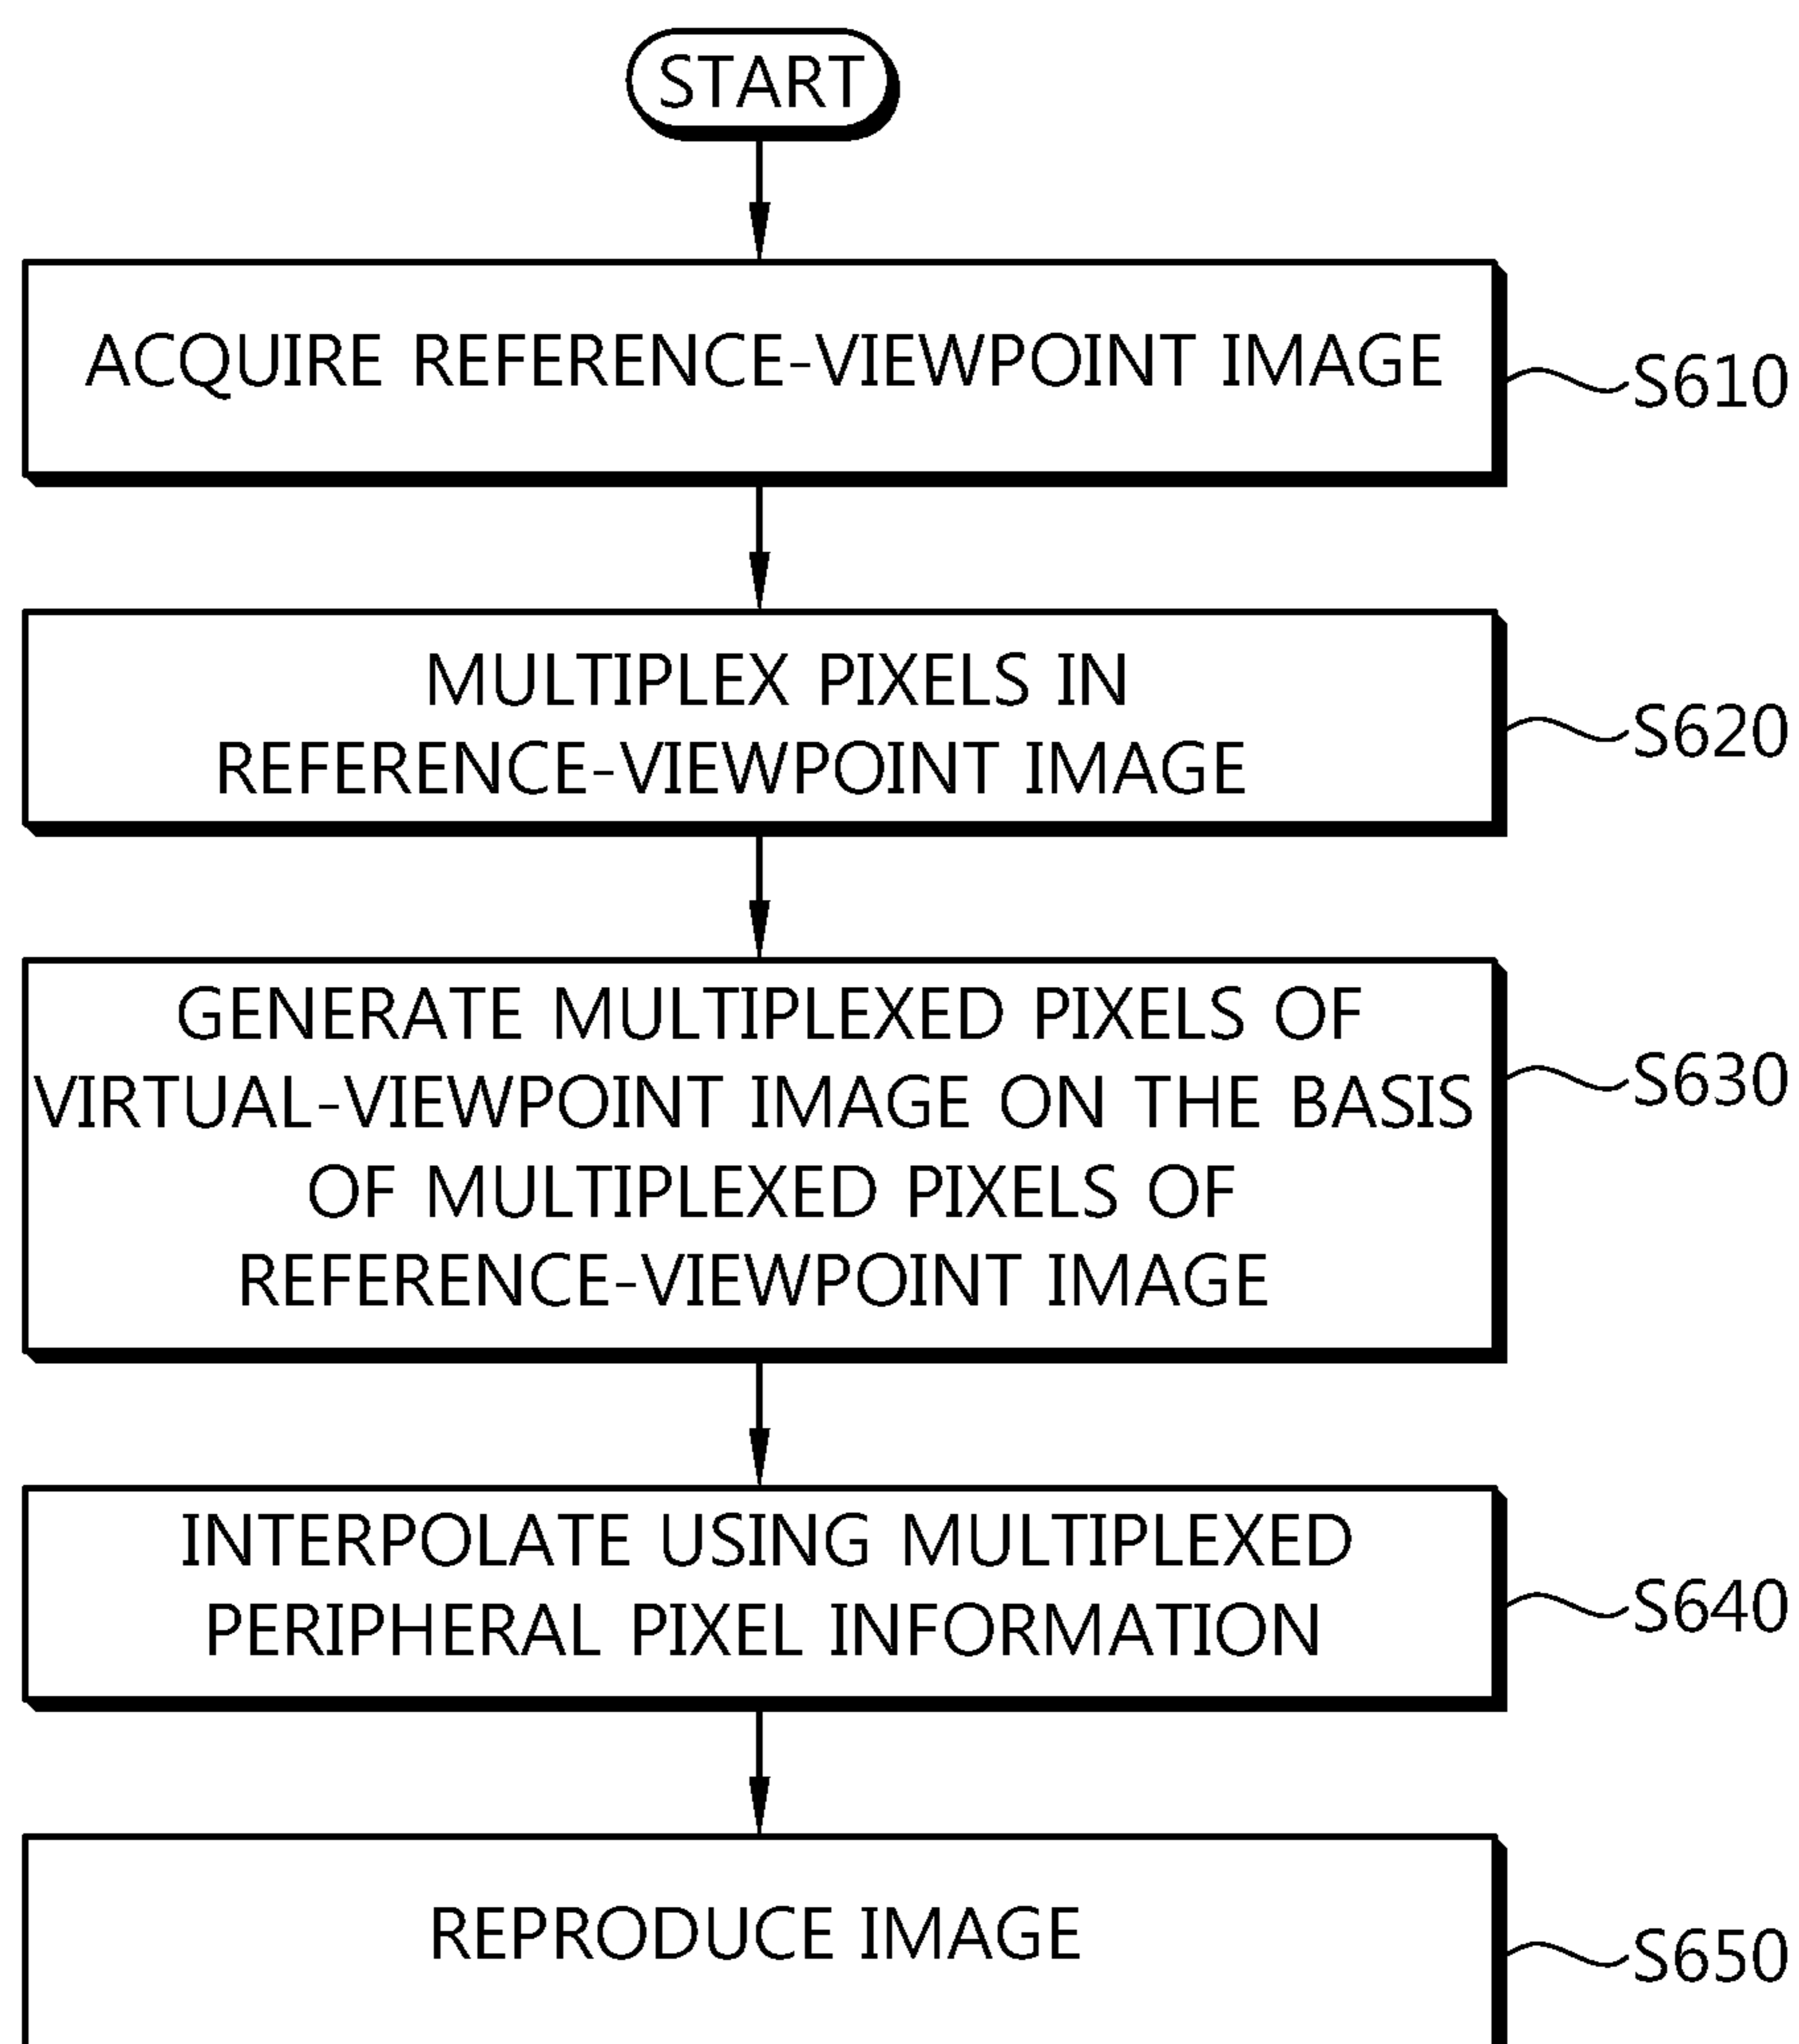 START
ACQUIRE REFERENCE-VIEWPOINT IMAGE
S610
MULTIPLEX PIXELS IN
REFERENCE-VIEWPOINT IMAGE
S620
GENERATE MULTIPLEXED PIXELS OF
VIRTUAL-VIEWPOINT IMAGE ON THE BASIS
OF MULTIPLEXED PIXELS OF
REFERENCE-VIEWPOINT IMAGE
S630
INTERPOLATE USING MULTIPLEXED
PERIPHERAL PIXEL INFORMATION
S640
REPRODUCE IMAGE
S650